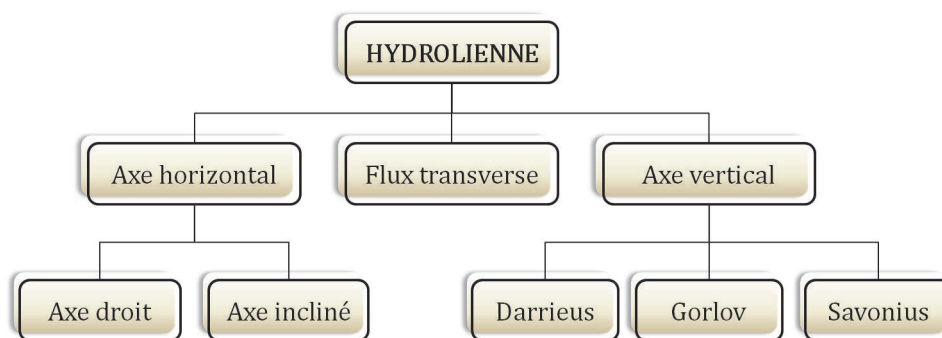 HYDROLIENNE
Axe horizontal
Flux transverse
Axe vertical
Axe droit
Axe incliné
Darrieus
Gorlov
Savonius